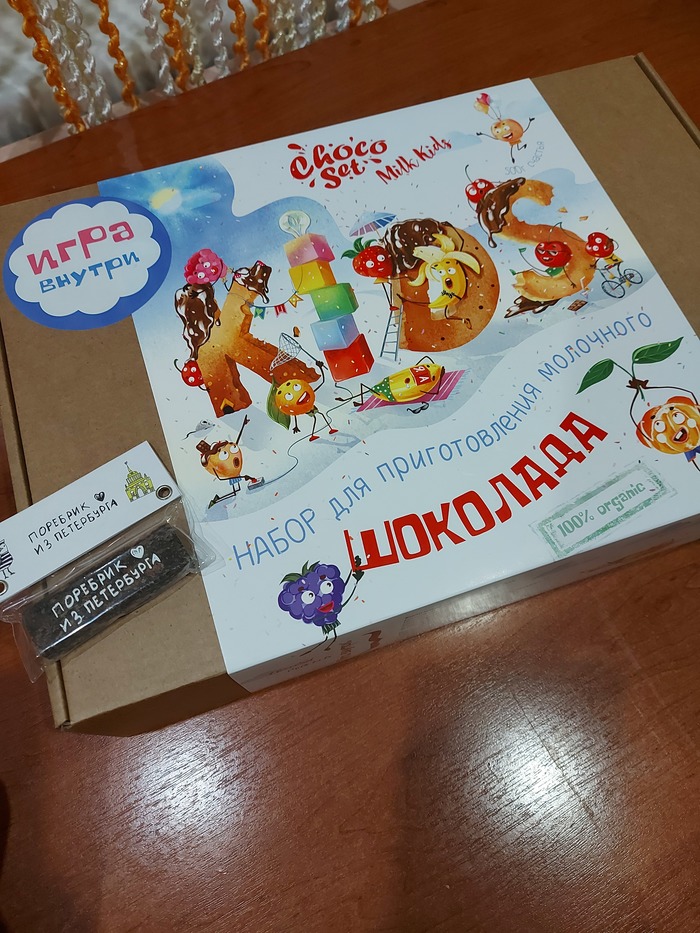 Choco
Set
Milk Kids
игра
внутри
KIDS
НАБОР ДЛЯ ПРИГОТОВЛЕНИЯ МОЛОЧНОГО
ШОКОЛАДА
100% organic
ПОРЕБРИК
ИЗ ПЕТЕРБУРГА
ПОРЕБРИК
ИЗ ПЕТЕРБУРГА